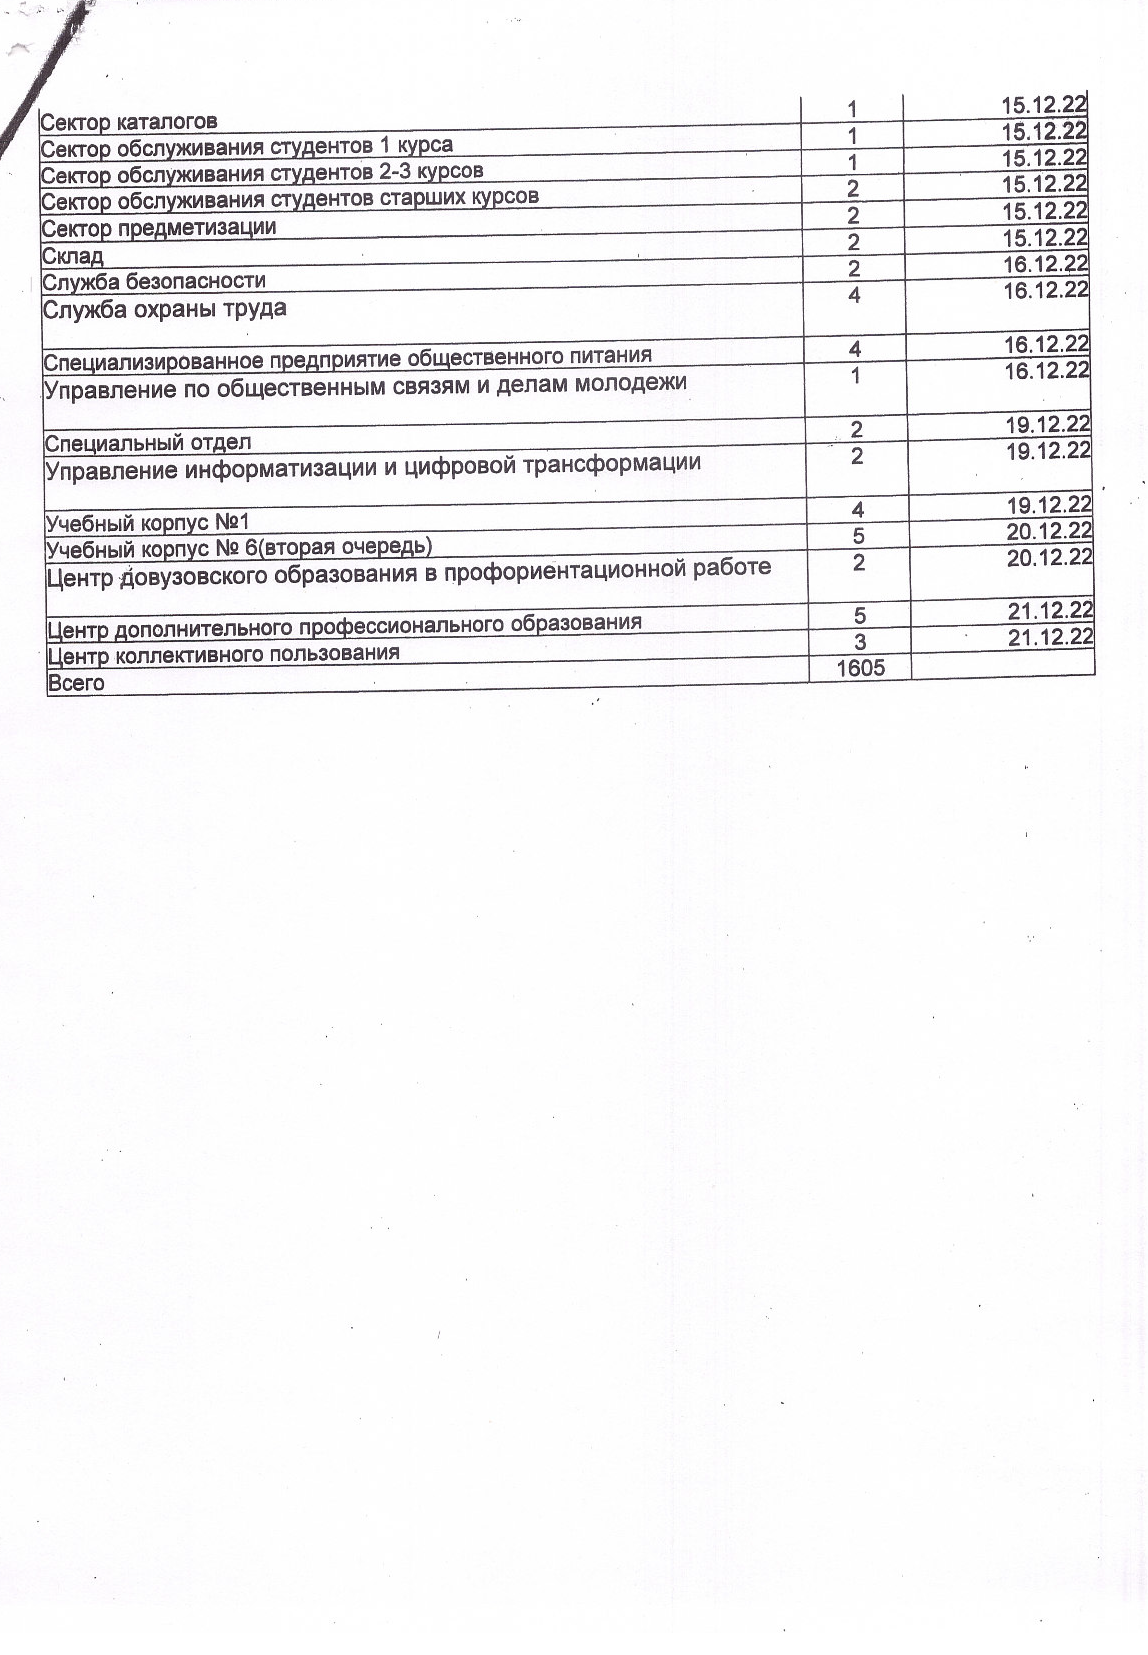 Сектор каталогов 1 15.12.22
Сектор обслуживания студентов 1 курса 1 15.12.22
Сектор обслуживания студентов 2-3 курсов 1 15.12.22
Сектор обслуживания студентов старших курсов 2 15.12.22
Сектор предметизации 2 15.12.22
Склад 2 15.12.22
Служба безопасности 2 16.12.22
Служба охраны труда 4 16.12.22
Специализированное предприятие общественного питания 4 16.12.22
Управление по общественным связям и делам молодежи 1 16.12.22
Специальный отдел 2 19.12.22
Управление информатизации и цифровой трансформации 2 19.12.22
Учебный корпус №1 4 19.12.22
Учебный корпус № 6(вторая очередь) 5 20.12.22
Центр довузовского образования в профориентационной работе 2 20.12.22
Центр дополнительного профессионального образования 5 21.12.22
Центр коллективного пользования 3 21.12.22
Всего 1605